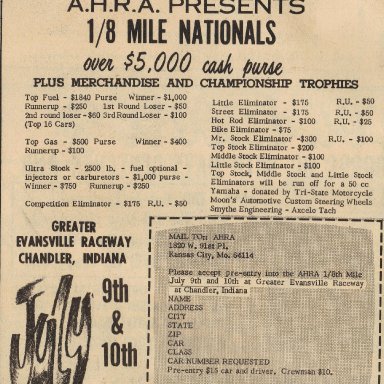 A.H.R.A. PRESENTS
1/8 MILE NATIONALS
over $5,000 cash purse
PLUS MERCHANDISE AND CHAMPIONSHIP TROPHIES
Top Fuel - $1840 Purse Winner - $1,000
Runnerup - $250 1st Round Loser - $50
2nd round loser - $60 3rd Round Loser - $100
(Top 16 Cars)
Top Gas - $500 Purse Winner - $400
Runnerup - $100
Ultra Stock - 2500 lb. - fuel optional -
injectors or carburetors - $1,000 purse -
Winner - $750 Runnerup - $250
Competition Eliminator - $175 R.U. - $50
Little Eliminator - $175 R.U. - $50
Street Eliminator - $175 R.U. - $50
Hot Rod Eliminator - $100 R.U. - $25
Bike Eliminator - $75
Mr. Stock Eliminator -$300 R.U. - $100
Top Stock Eliminator - $200
Middle Stock Eliminator - $100
Little Stock Eliminator - $100
Top Stock, Middle Stock and Little Stock
Eliminators will be run off for a 50 cc
Yamaha - donated by Tri-State Motorcycle
Moon's Automotive Custom Steering Wheels
Smythe Engineering - Axcelo Tach
GREATER
EVANSVILLE RACEWAY
CHANDLER, INDIANA
July
9th
&
10th
MAIL TO: AHRA
1820 W. 91st Pl.
Kansas City, Mo. 64114
Please accept pre-entry into the AHRA 1/8th Mile
July 9th and 10th at Greater Evansville Raceway
at Chandler, Indiana
NAME
ADDRESS
CITY
STATE
ZIP
CAR
CLASS
CAR NUMBER REQUESTED
Pre-entry $15 car and driver. Crewman $10.